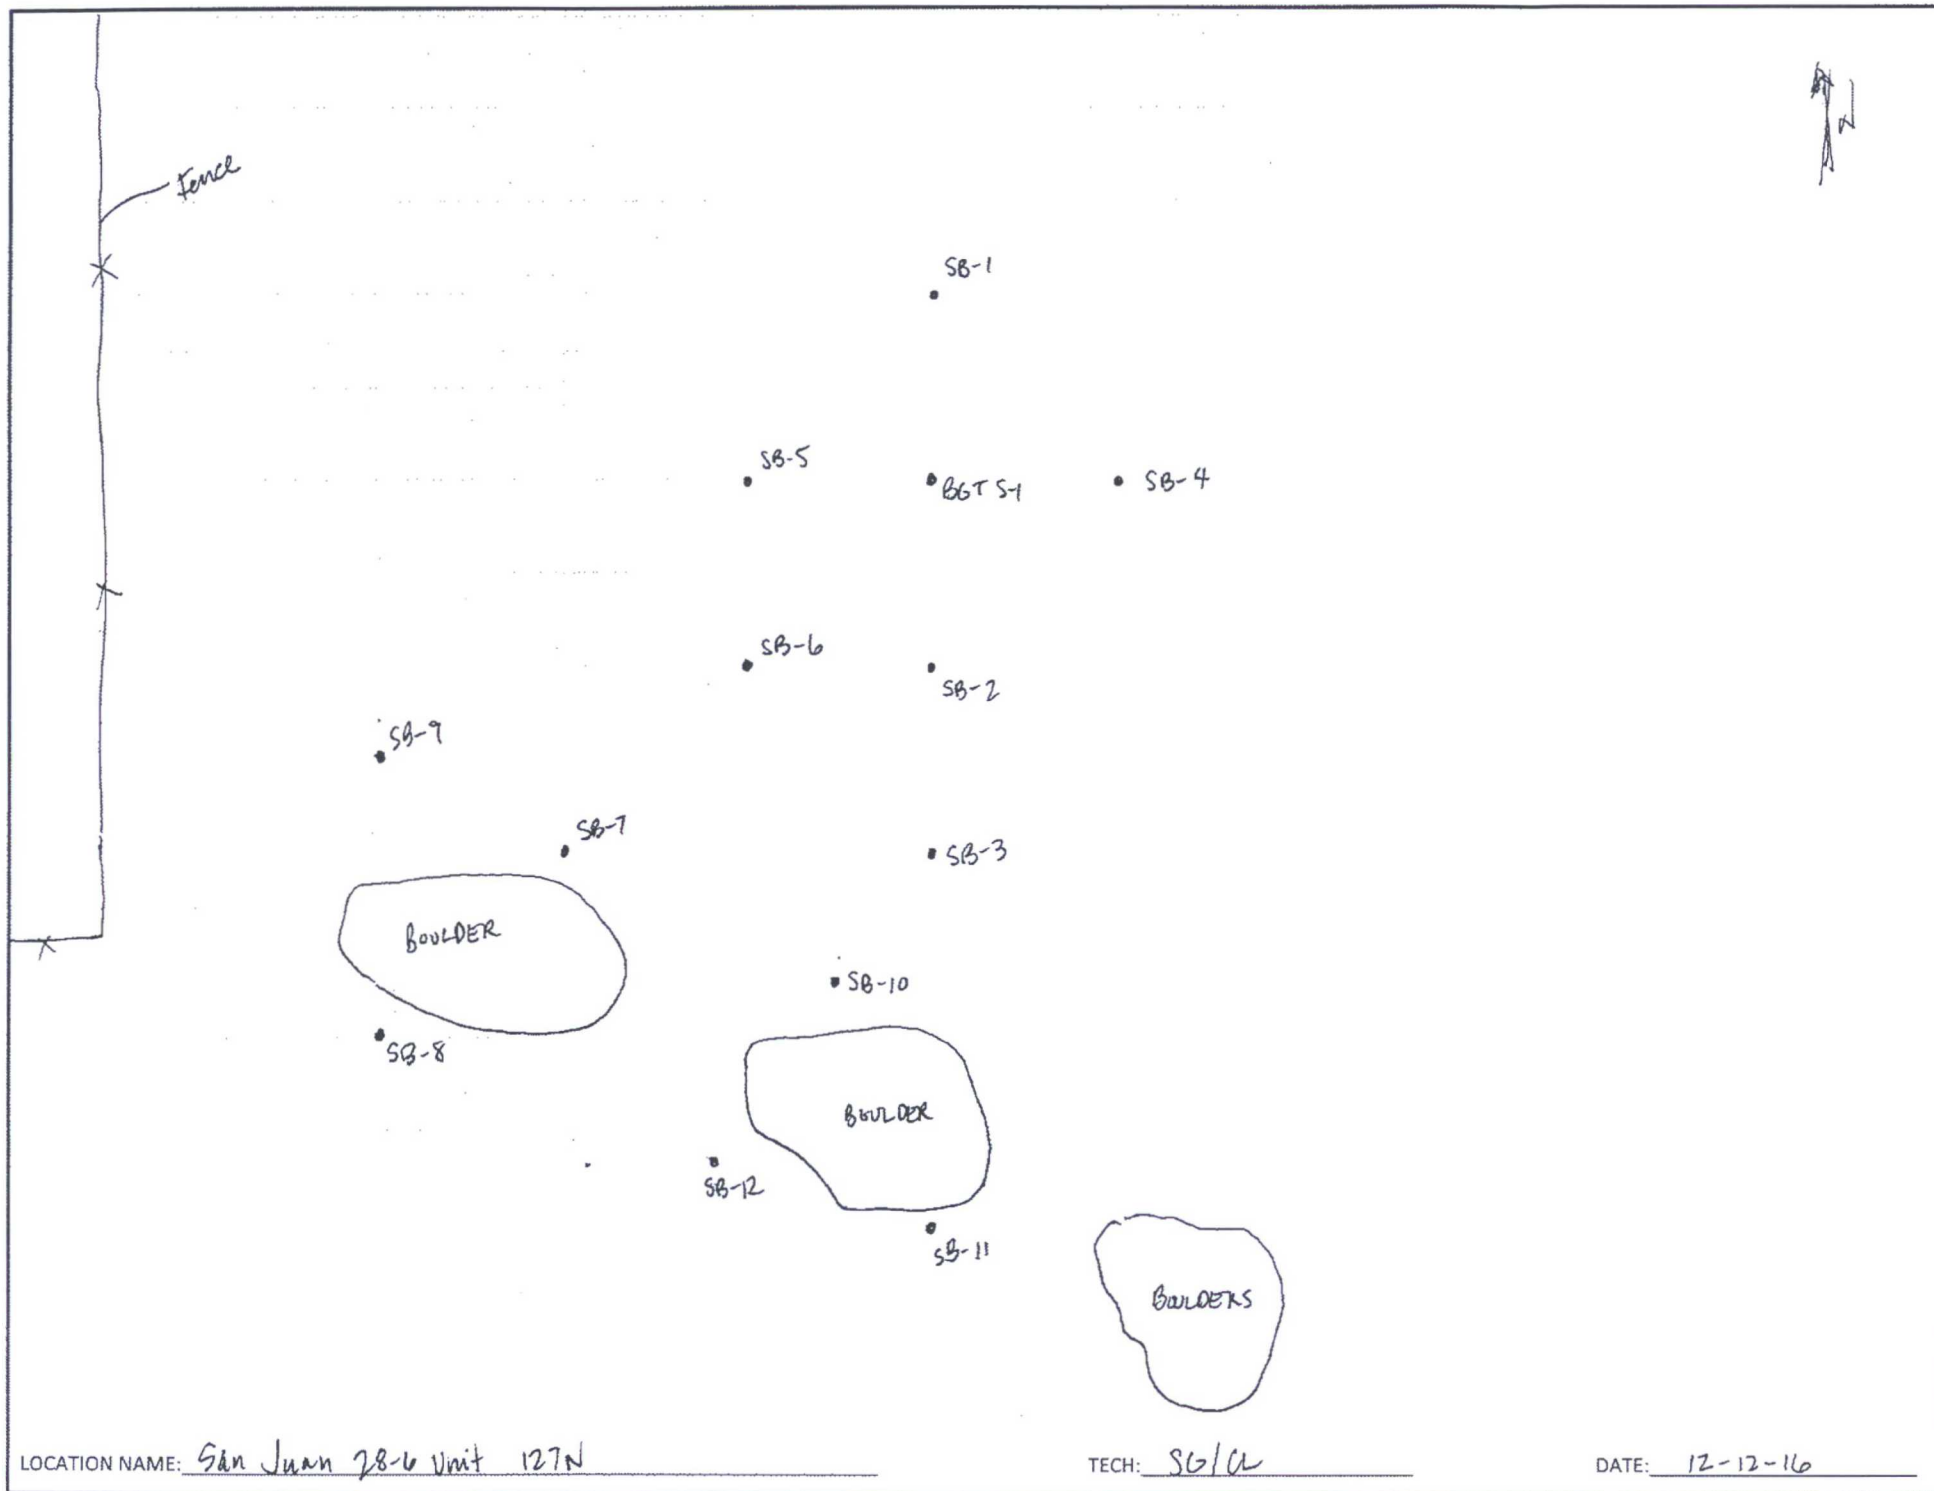 N
Fence
SB-1
SB-5
BGT S-1
SB-4
SB-6
SB-2
SB-9
SB-7
SB-3
BOULDER
SB-10
SB-8
BOULDER
SB-12
SB-11
BOULDERS
LOCATION NAME: San Juan 28-6 Unit 127N
TECH: SG/CL
DATE: 12-12-16